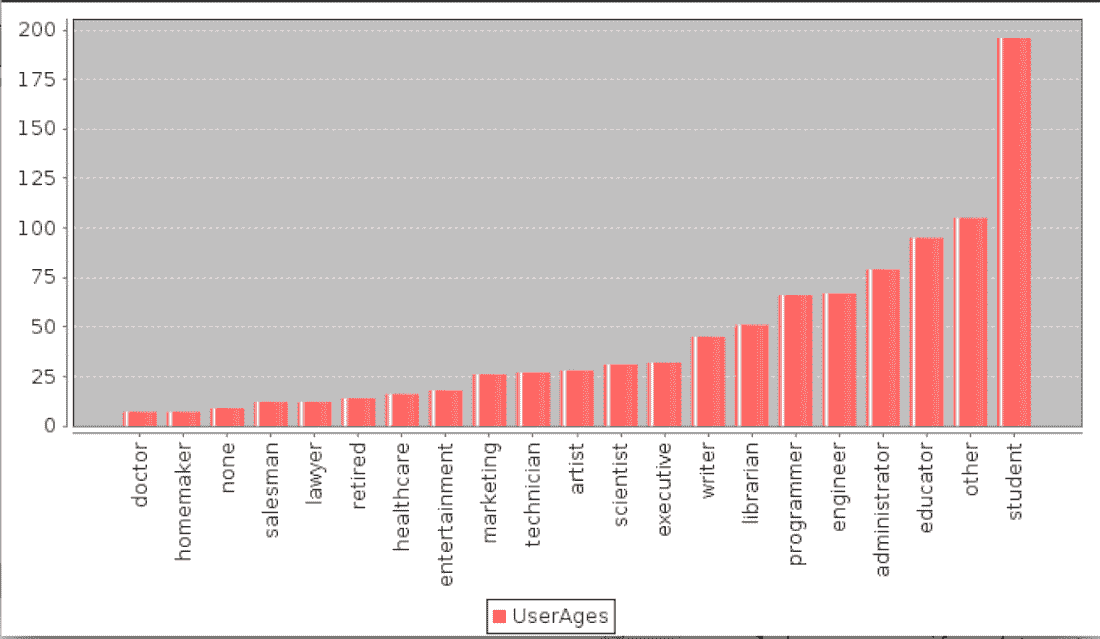 200
175
150
125
100
75
50
25
0
doctor
homemaker
none
salesman
lawyer
retired
healthcare
entertainment
marketing
technician
artist
scientist
executive
writer
librarian
programmer
engineer
administrator
educator
other
student
UserAges